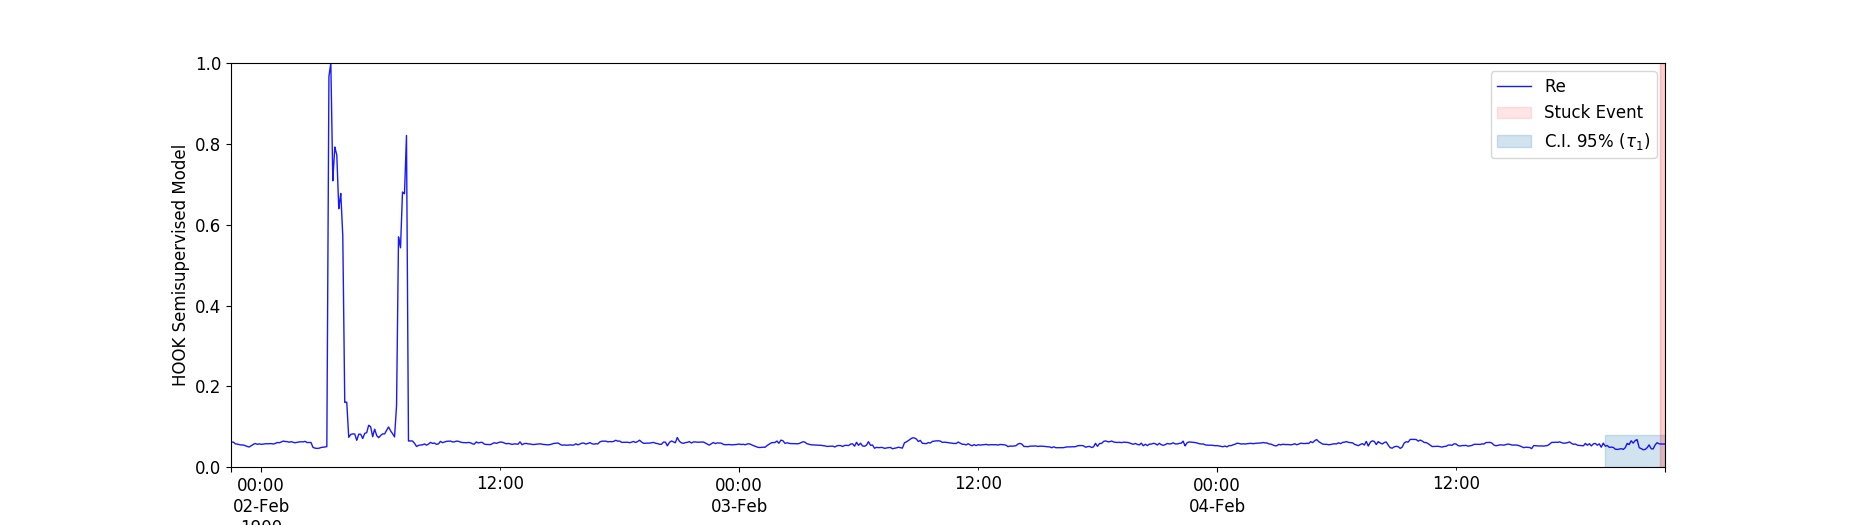 HOOK Semisupervised Model
1.0
0.8
0.6
0.4
0.2
0.0
Re
Stuck Event
C.I. 95% (τ₁)
00:00 12:00 00:00 12:00 00:00 12:00
02-Feb 03-Feb 04-Feb
1900